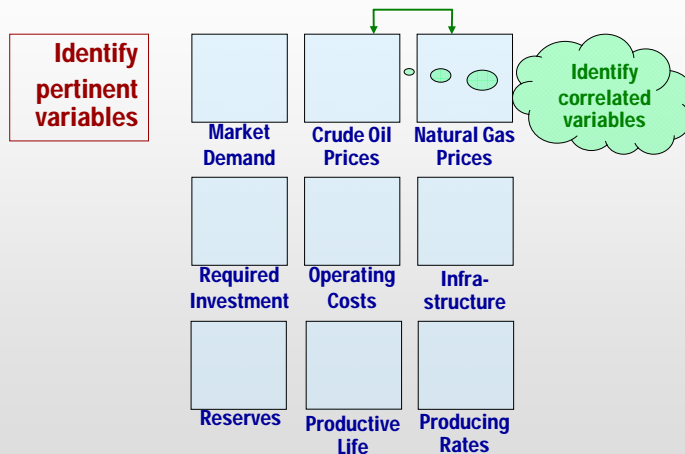 Identify
pertinent
variables
Identify
correlated
variables
Market
Demand
Crude Oil
Prices
Natural Gas
Prices
Required
Investment
Operating
Costs
Infra-
structure
Reserves
Productive
Life
Producing
Rates